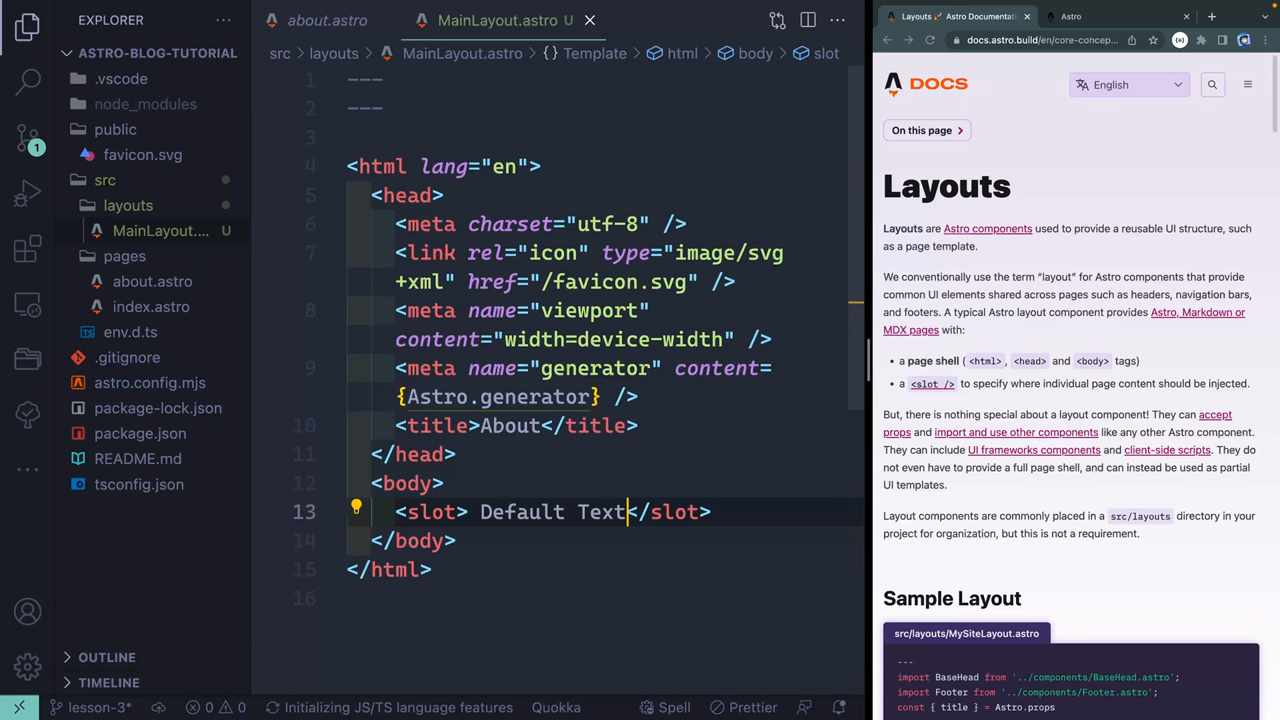 EXPLORER
ASTRO-BLOG-TUTORIAL
.vscode
node_modules
public
favicon.svg
src
layouts
MainLayout....
U
pages
about.astro
index.astro
env.d.ts
.gitignore
astro.config.mjs
package-lock.json
package.json
README.md
tsconfig.json
OUTLINE
TIMELINE
1
about.astro
MainLayout.astro U
src > layouts > MainLayout.astro > {} Template > html > body > slot
1 ---
2 ---
3
4 <html lang="en">
5 <head>
6 <meta charset="utf-8" />
7 <link rel="icon" type="image/svg
+xml" href="/favicon.svg" />
8 <meta name="viewport"
content="width=device-width" />
9 <meta name="generator" content=
{Astro.generator} />
10 <title>About</title>
11 </head>
12 <body>
13 <slot> Default Text</slot>
14 </body>
15 </html>
16
lesson-3* 0 0 Initializing JS/TS language features Quokka Spell Prettier
Layouts 🚀 Astro Documentati
Astro
docs.astro.build/en/core-concep...
DOCS
English
On this page
Layouts
Layouts are Astro components used to provide a reusable UI structure, such
as a page template.
We conventionally use the term “layout” for Astro components that provide
common UI elements shared across pages such as headers, navigation bars,
and footers. A typical Astro layout component provides Astro, Markdown or
MDX pages with:
• a page shell ( <html>, <head> and <body> tags)
• a <slot /> to specify where individual page content should be injected.
But, there is nothing special about a layout component! They can accept
props and import and use other components like any other Astro component.
They can include UI frameworks components and client-side scripts. They do
not even have to provide a full page shell, and can instead be used as partial
UI templates.
Layout components are commonly placed in a src/layouts directory in your
project for organization, but this is not a requirement.
Sample Layout
src/layouts/MySiteLayout.astro
---
import BaseHead from '../components/BaseHead.astro';
import Footer from '../components/Footer.astro';
const { title } = Astro.props